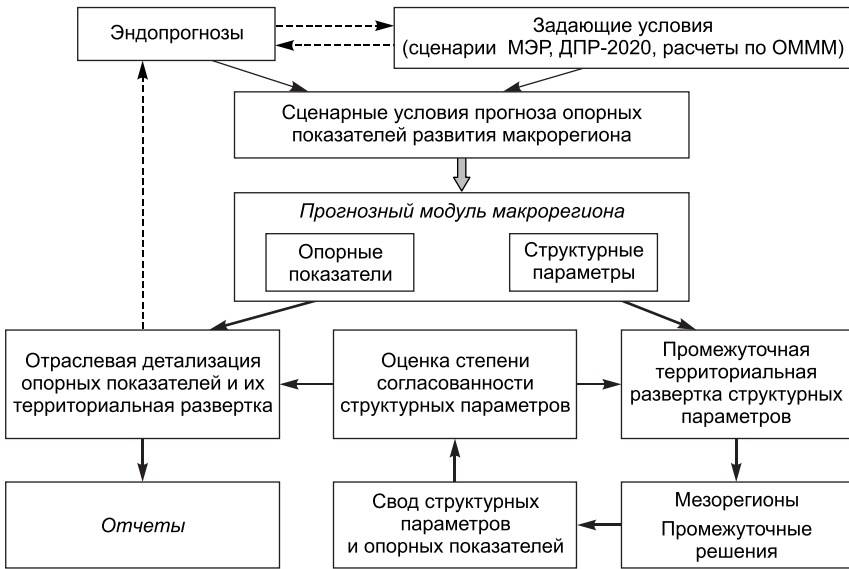 Эндопрогнозы
Задающие условия
(сценарии МЭР, ДПР-2020, расчеты по ОМММ)
Сценарные условия прогноза опорных
показателей развития макрорегиона
Прогнозный модуль макрорегиона
Опорные
показатели
Структурные
параметры
Отраслевая детализация
опорных показателей и их
территориальная развертка
Оценка степени
согласованности
структурных параметров
Промежуточная
территориальная
развертка структурных
параметров
Отчеты
Свод структурных
параметров
и опорных показателей
Мезорегионы
Промежуточные
решения